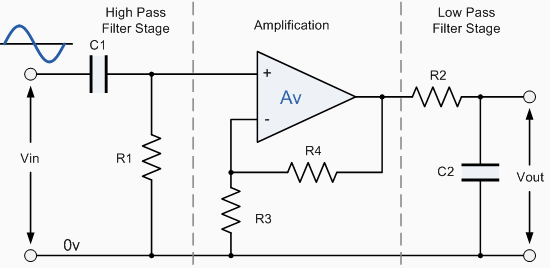 High Pass
Filter Stage
Amplification
Low Pass
Filter Stage
C1
+
Av
-
R2
Vin
R1
R4
C2
Vout
R3
0v